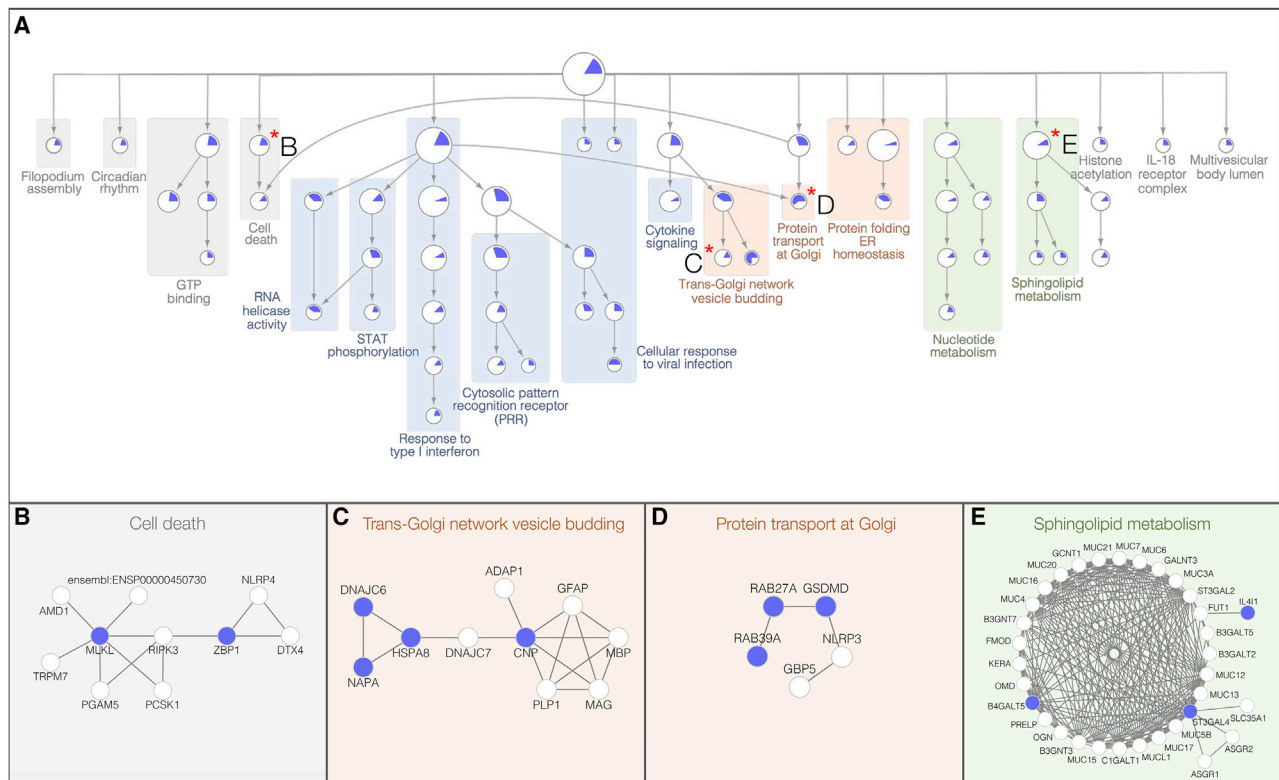 A
* B
* E
Filopodium
assembly
Circadian
rhythm
Cell
death
GTP
binding
RNA
helicase
activity
STAT
phosphorylation
Response to
type I interferon
Cytosolic pattern
recognition receptor
(PRR)
Cellular response
to viral infection
Cytokine
signaling
* C
Trans-Golgi network
vesicle budding
* D
Protein
transport
at Golgi
Protein folding
ER
homeostasis
Nucleotide
metabolism
Sphingolipid
metabolism
Histone
acetylation
IL-18
receptor
complex
Multivesicular
body lumen
B
Cell death
ensembl:ENSP00000450730
NLRP4
AMD1
MLKL
RIPK3
ZBP1
DTX4
TRPM7
PGAM5
PCSK1
C
Trans-Golgi network vesicle budding
ADAP1
DNAJC6
GFAP
HSPA8
DNAJC7
CNP
MBP
NAPA
PLP1
MAG
D
Protein transport at Golgi
RAB27A
GSDMD
RAB39A
NLRP3
GBP5
E
Sphingolipid metabolism
MUC21
MUC7
MUC6
GCNT1
GALNT3
MUC20
MUC3A
MUC16
ST3GAL2
MUC4
IL4I1
FUT1
B3GNT7
B3GALT5
FMOD
B3GALT2
KERA
MUC12
OMD
MUC13
B4GALT5
ST3GAL4
SLC35A1
PRELP
MUC5B
OGN
MUC17
ASGR2
B3GNT3
MUCL1
MUC15
C1GALT1
ASGR1